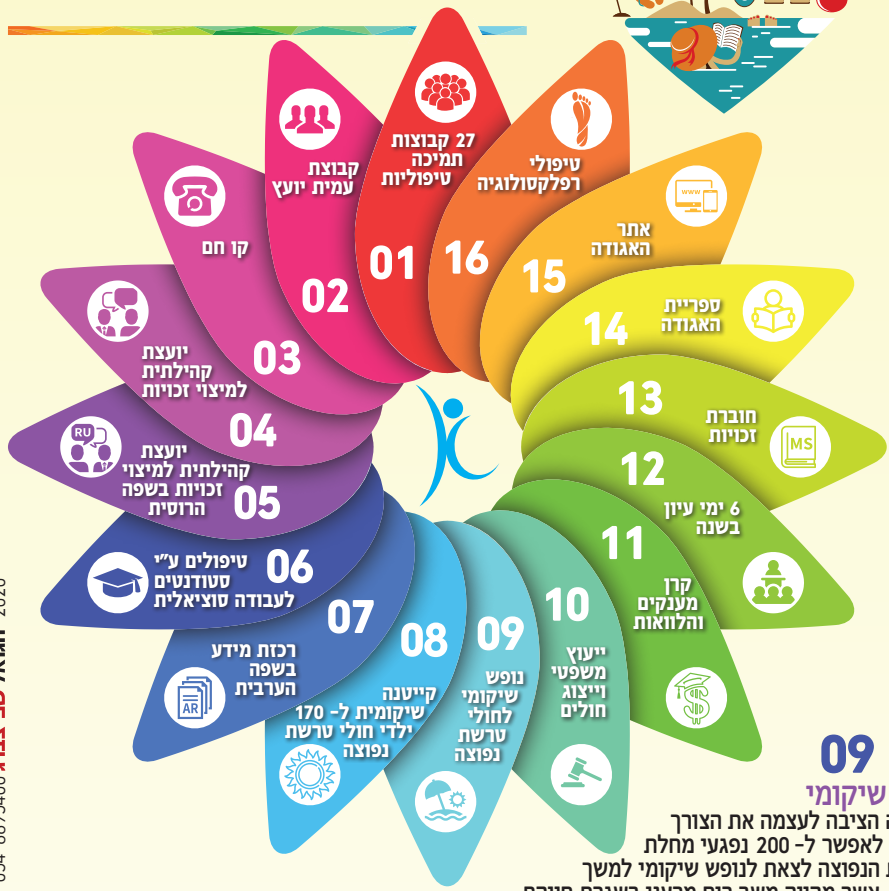 27 קבוצות
תמיכה
טיפוליות
01
קבוצת
עמית יועץ
02
קו חם
03
יועצת
קהילתית
למיצוי זכויות
04
RU
יועצת
קהילתית למיצוי
זכויות בשפה
הרוסית
05
טיפולים ע"י
סטודנטים
לעבודה סוציאלית
06
רכזת מידע
בשפה
הערבית
AR
07
קייטנה
שיקומית ל- 170
ילדי חולי טרשת
נפוצה
08
נופש
שיקומי
לחולי
טרשת
נפוצה
09
ייעוץ
משפטי
וייצוג
חולים
10
קרן
מענקים
והלוואות
11
6 ימי עיון
בשנה
12
חוברת
זכויות
MS
13
ספריית
האגודה
14
www
אתר
האגודה
15
טיפולי
רפלקסולוגיה
16
09
שיקומי
הציבה לעצמה את הצורך
לאפשר ל- 200 נפגעי מחלת
הנפוצה לצאת לנופש שיקומי למשך